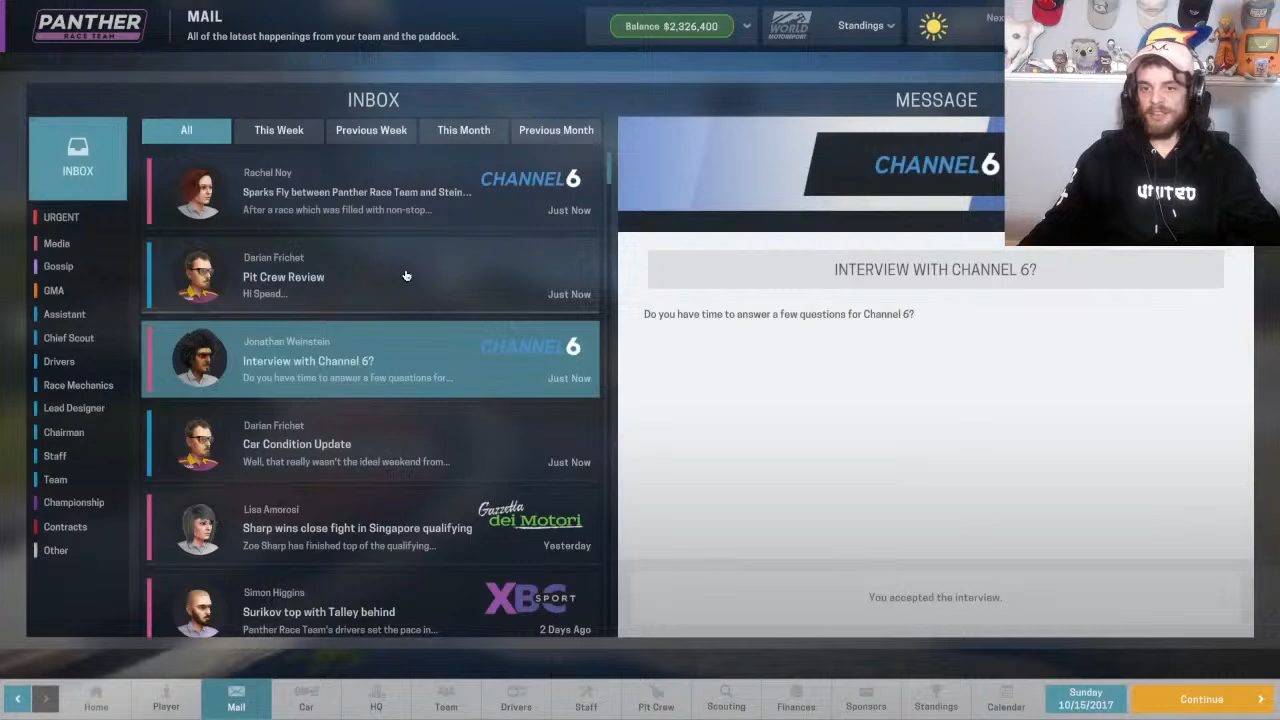 PANTHER
RACE TEAM
MAIL
All of the latest happenings from your team and the paddock.
Balance $2,326,400
WORLD
MOTORSPORT
Standings
INBOX
MESSAGE
INBOX
All
This Week
Previous Week
This Month
Previous Month
URGENT
Media
Gossip
GMA
Assistant
Chief Scout
Drivers
Race Mechanics
Lead Designer
Chairman
Staff
Team
Championship
Contracts
Other
Rachel Noy
Sparks Fly between Panther Race Team and Stein...
After a race which was filled with non-stop...
CHANNEL6
Just Now
Darian Frichet
Pit Crew Review
Hi Speed...
Just Now
Jonathan Weinstein
Interview with Channel 6?
Do you have time to answer a few questions for...
CHANNEL6
Just Now
Darian Frichet
Car Condition Update
Well, that really wasn't the ideal weekend from...
Just Now
Lisa Amorosi
Sharp wins close fight in Singapore qualifying
Zoe Sharp has finished top of the qualifying...
Gazzetta
dei Motori
Yesterday
Simon Higgins
Surikov top with Talley behind
Panther Race Team's drivers set the pace in...
XBC SPORT
2 Days Ago
CHANNEL6
INTERVIEW WITH CHANNEL 6?
Do you have time to answer a few questions for Channel 6?
You accepted the interview.
UNITED
Home
Player
Mail
Car
HQ
Team
Drivers
Staff
Pit Crew
Scouting
Finances
Sponsors
Standings
Calendar
Sunday
10/15/2017
Continue